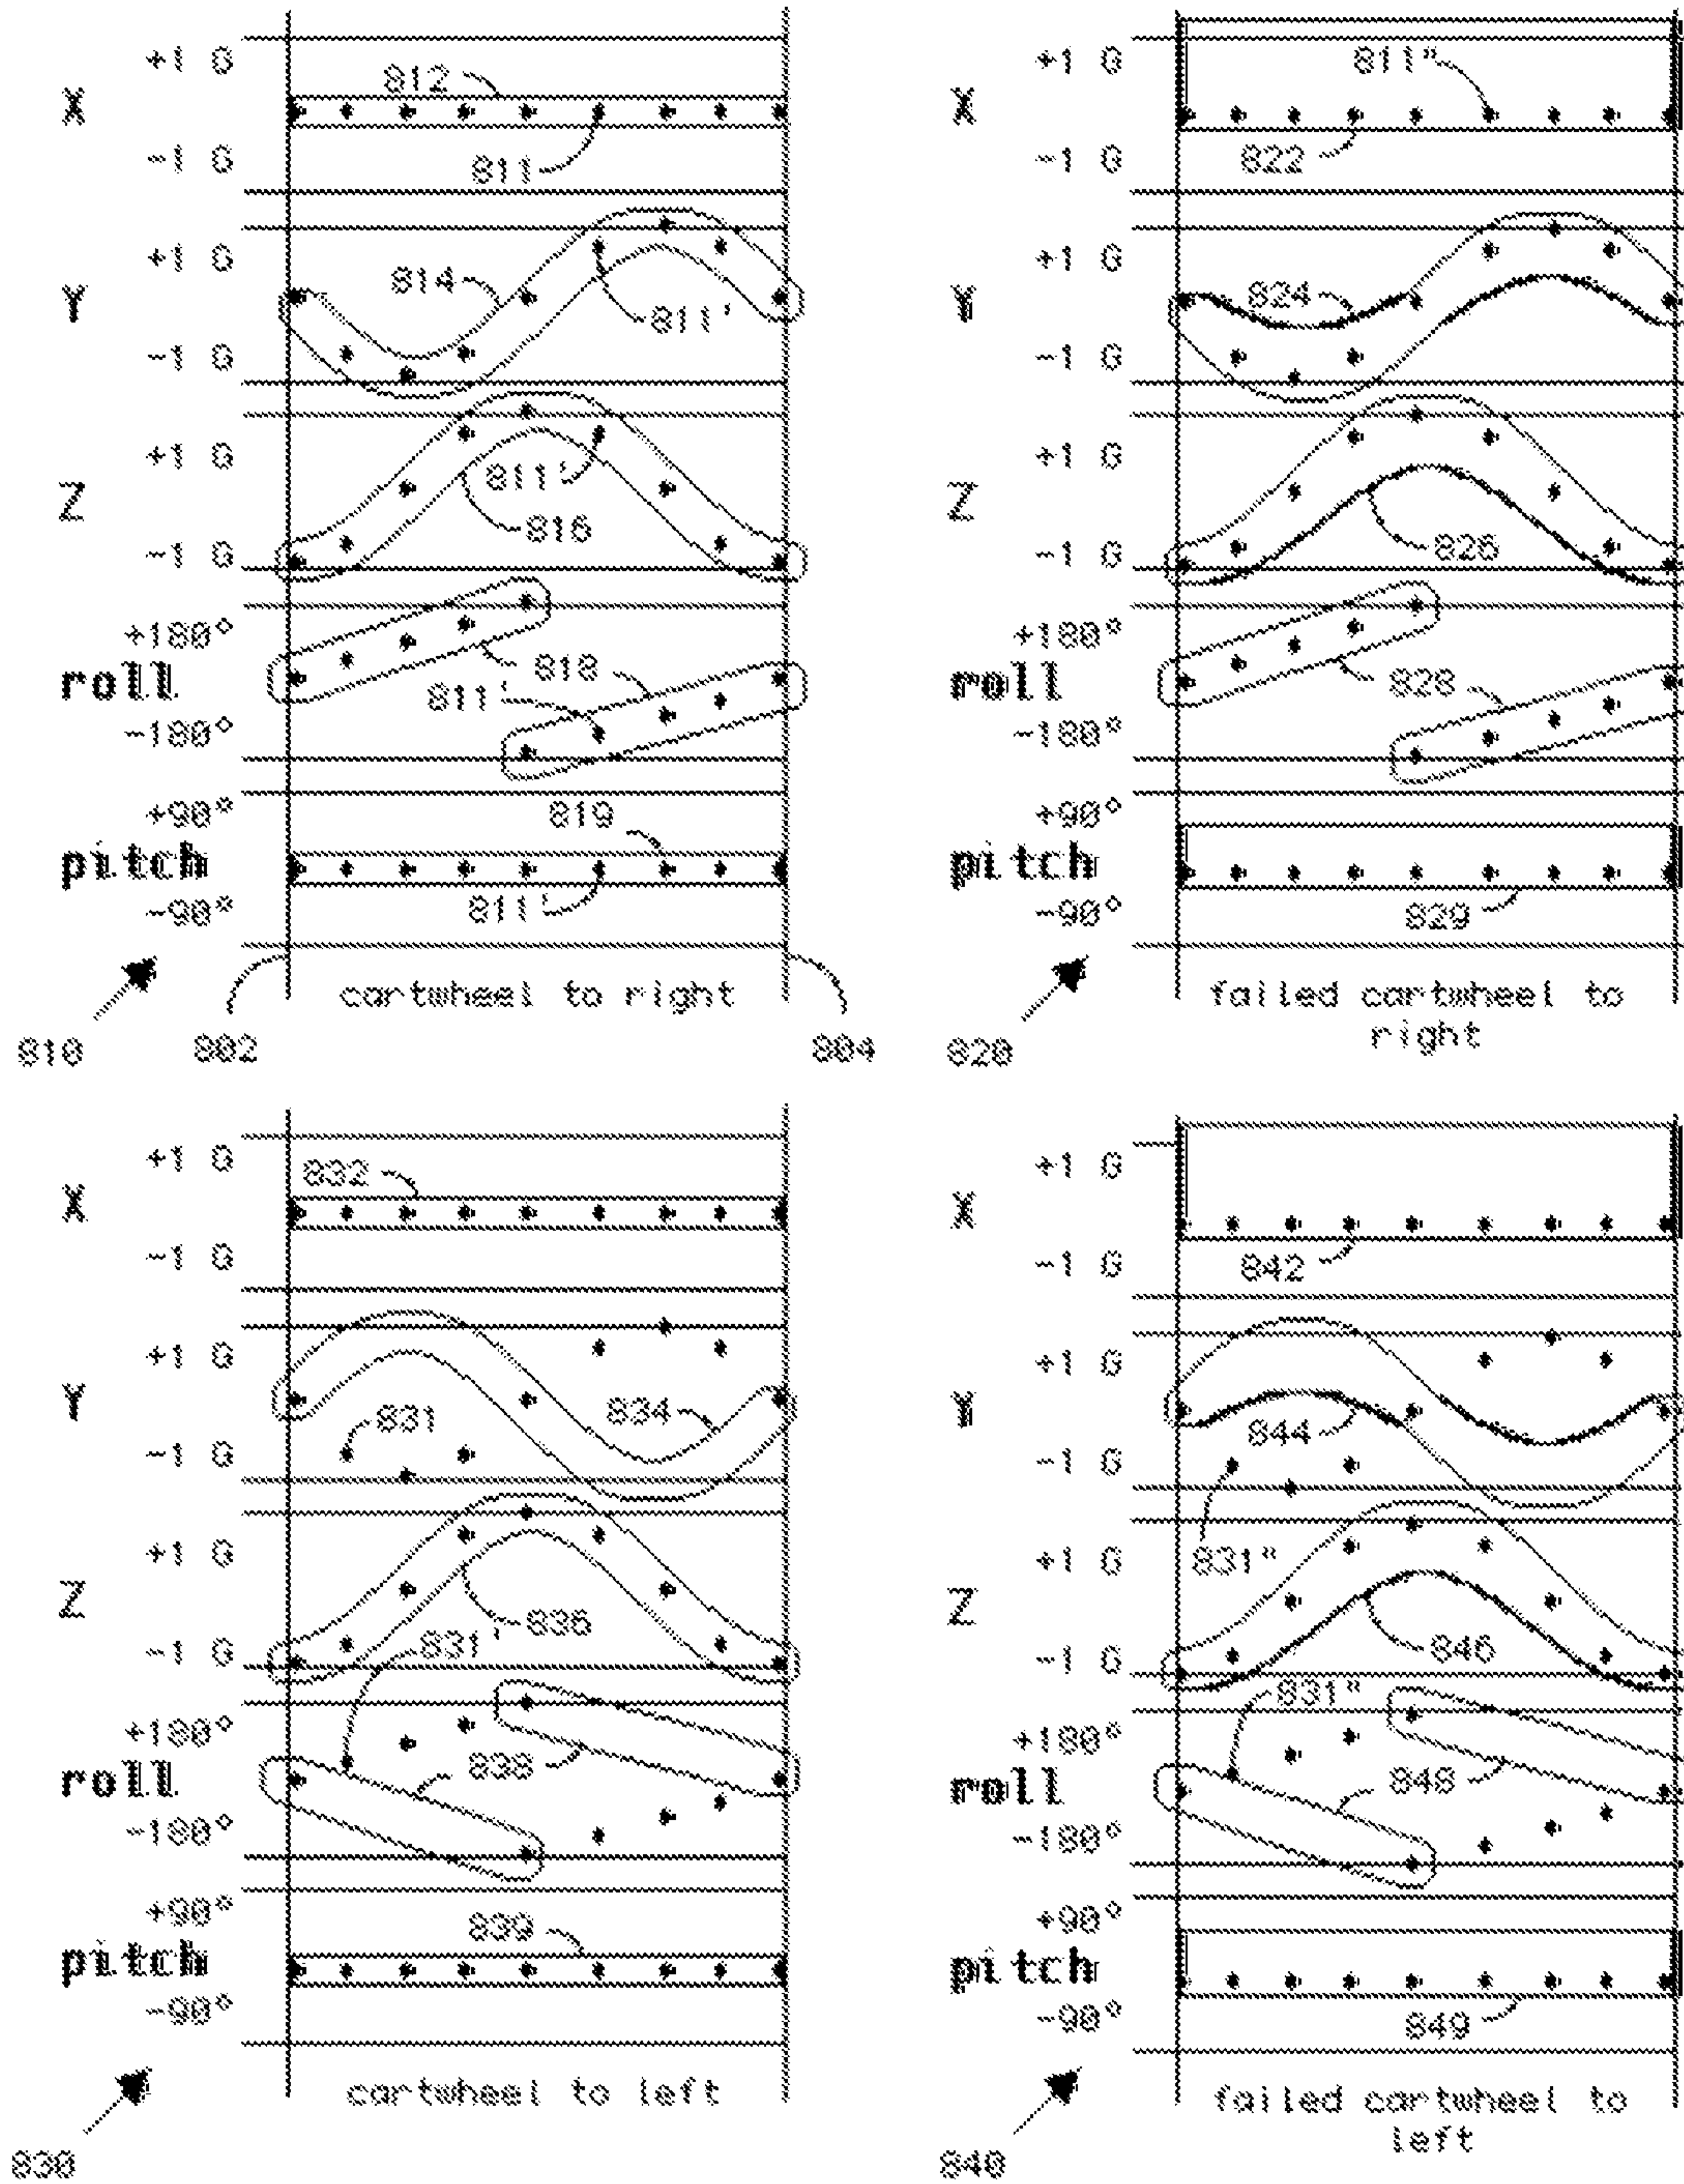 +1 G
812
X
-1 G
811
+1 G
814
Y
811'
-1 G
+1 G
811'
Z
816
-1 G
+180°
818
roll
811'
-180°
+90°
819
pitch
811'
-90°
cartwheel to right
810
802
804
+1 G
811"
X
-1 G
822
+1 G
824
Y
-1 G
+1 G
Z
826
-1 G
+180°
roll
828
-180°
+90°
pitch
-90°
829
failed cartwheel to
right
820
+1 G
832
X
-1 G
+1 G
Y
834
831
-1 G
+1 G
Z
836
831'
-1 G
+180°
838
roll
-180°
+90°
839
pitch
-90°
cartwheel to left
830
+1 G
X
-1 G
842
+1 G
Y
844
-1 G
+1 G
831"
Z
846
-1 G
831"
+180°
roll
848
-180°
+90°
pitch
-90°
849
failed cartwheel to
left
840